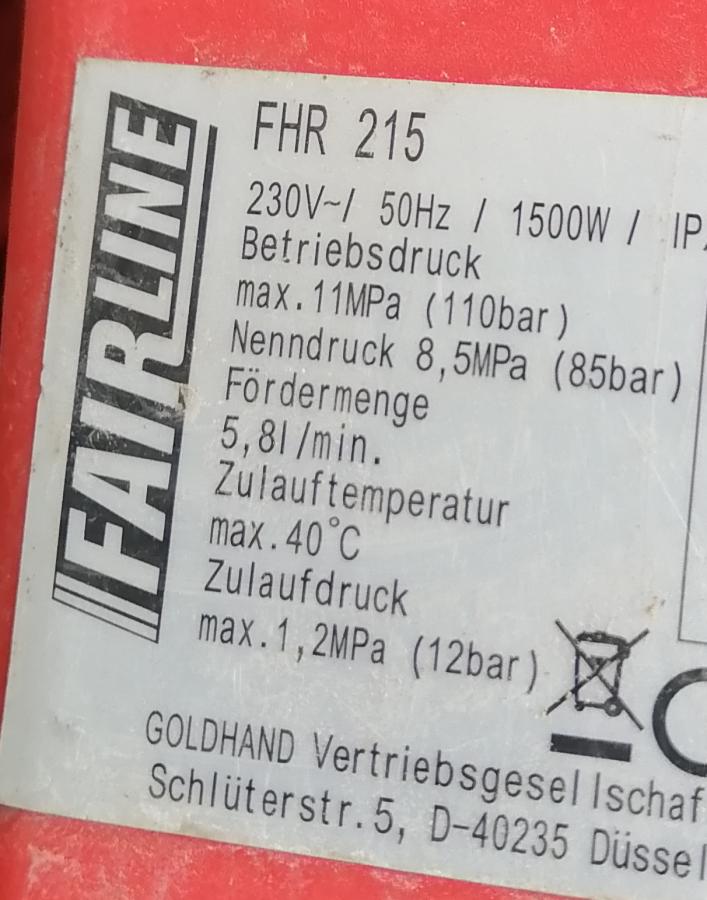 FAIRLINE
FHR 215
230V~/ 50Hz / 1500W / IP
Betriebsdruck
max.11MPa (110bar)
Nenndruck 8,5MPa (85bar)
Fördermenge
5,8l/min.
Zulauftemperatur
max.40°C
Zulaufdruck
max.1,2MPa (12bar)
GOLDHAND Vertriebsgesellschaf
Schlüterstr.5, D-40235 Düssel